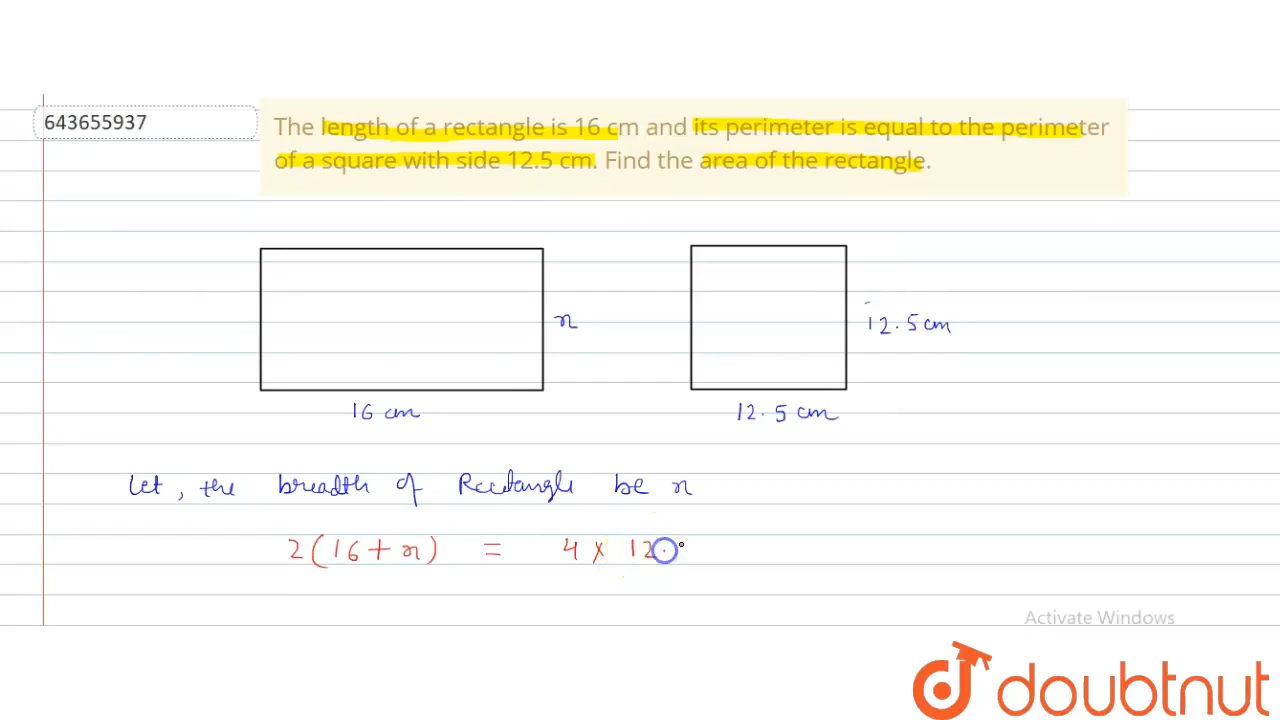 643655937
The length of a rectangle is 16 cm and its perimeter is equal to the perimeter
of a square with side 12.5 cm. Find the area of the rectangle.
x
12.5 cm
16 cm
12.5 cm
Let, the breadth of Rectangle be x
2(16+x) = 4 × 12.
Activate Windows
doubtnut